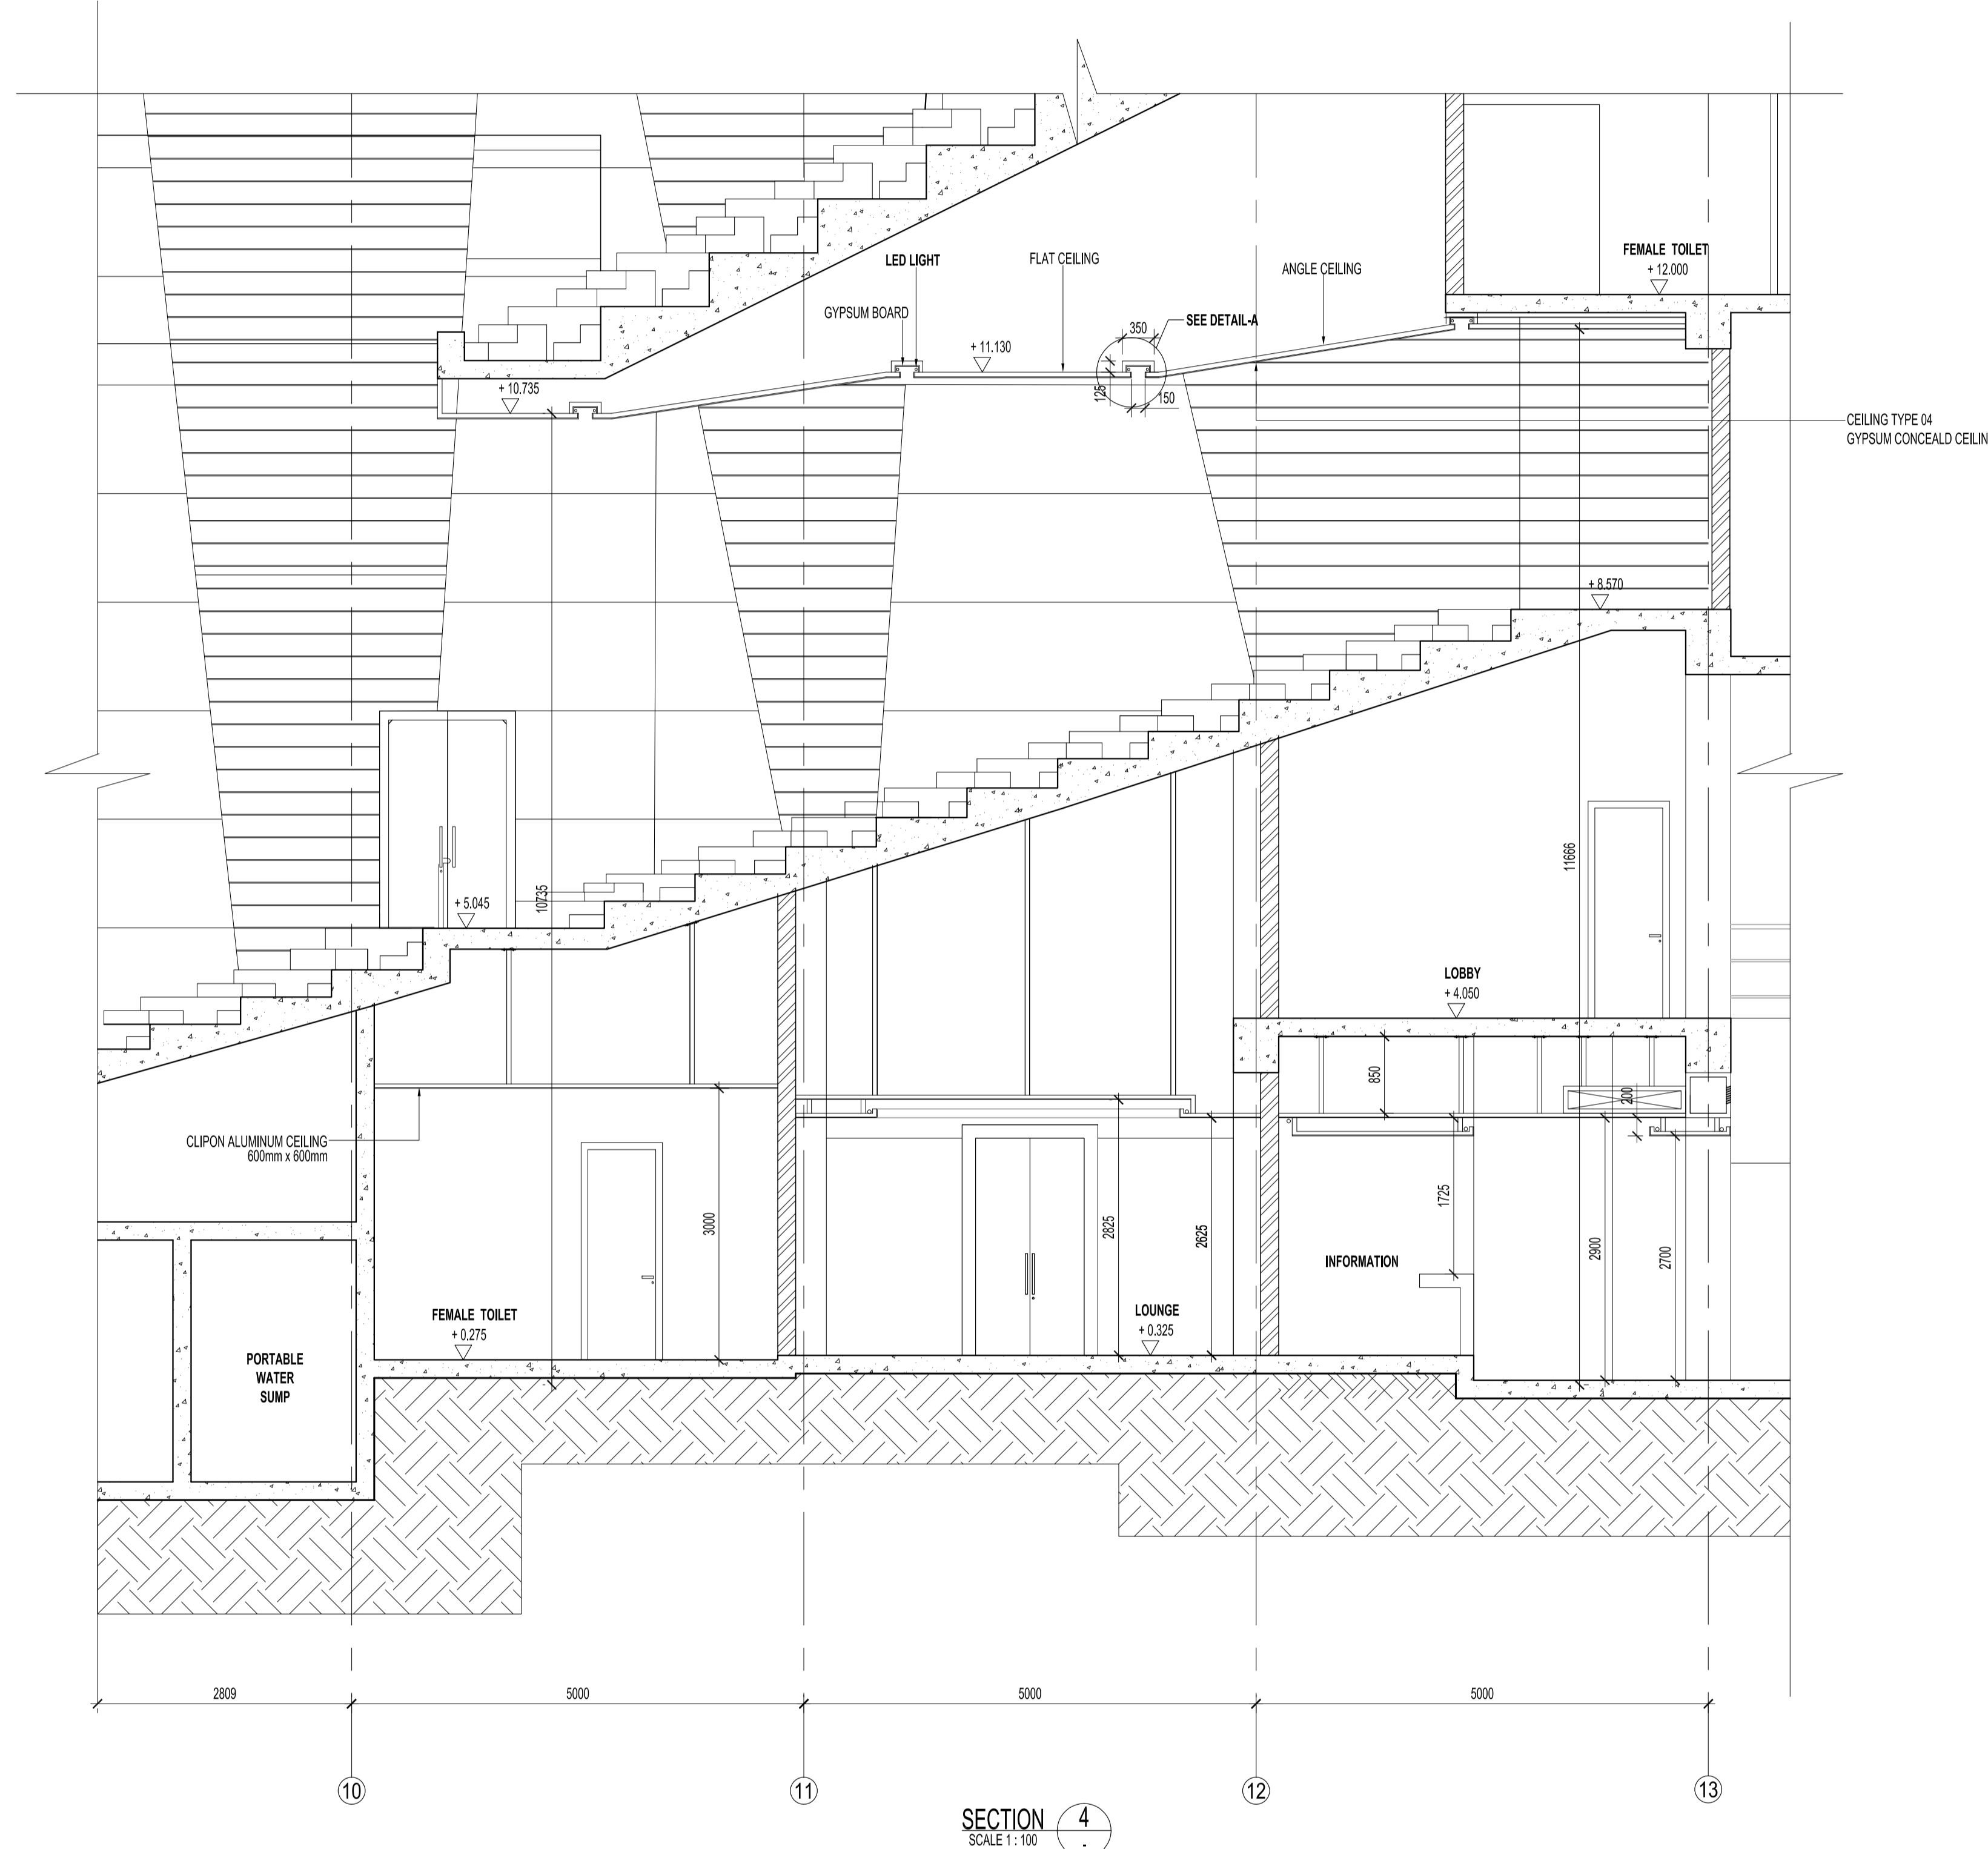 FEMALE TOILET
+ 12.000
LED LIGHT
FLAT CEILING
ANGLE CEILING
GYPSUM BOARD
350
SEE DETAIL-A
+ 11.130
+ 10.735
125
150
CEILING TYPE 04
GYPSUM CONCEALD CEILIN
+ 8.570
11666
10735
+ 5.045
LOBBY
+ 4.050
850
200
CLIPON ALUMINUM CEILING
600mm x 600mm
3000
2825
2625
1725
2900
2700
INFORMATION
FEMALE TOILET
+ 0.275
LOUNGE
+ 0.325
PORTABLE
WATER
SUMP
2809
5000
5000
5000
10
11
12
13
SECTION
SCALE 1 : 100
4
-